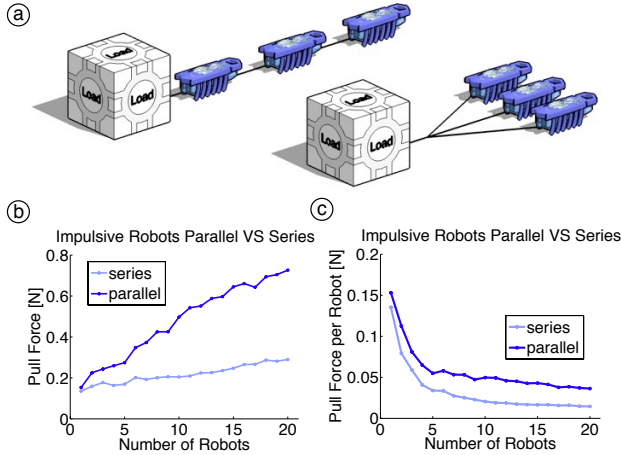 a
Load
Load
Load
Load
Load
Load
b
Impulsive Robots Parallel VS Series
0.8
0.6
0.4
0.2
0
0
5
10
15
20
Pull Force [N]
Number of Robots
series
parallel
c
Impulsive Robots Parallel VS Series
0.2
0.15
0.1
0.05
0
0
5
10
15
20
Pull Force per Robot [N]
Number of Robots
series
parallel